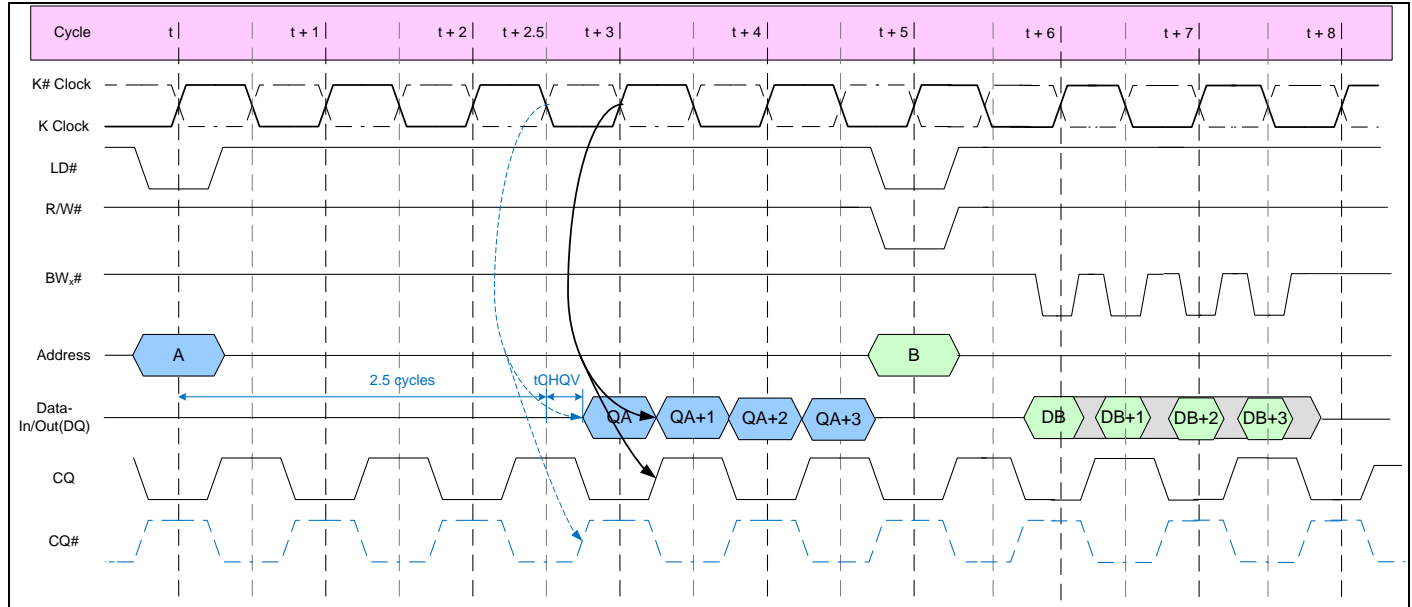 Cycle t t + 1 t + 2 t + 2.5 t + 3 t + 4 t + 5 t + 6 t + 7 t + 8
K# Clock
K Clock
LD#
R/W#
BWx#
Address A B
2.5 cycles tCHQV
Data-
In/Out(DQ) QA QA+1 QA+2 QA+3 DB DB+1 DB+2 DB+3
CQ
CQ#